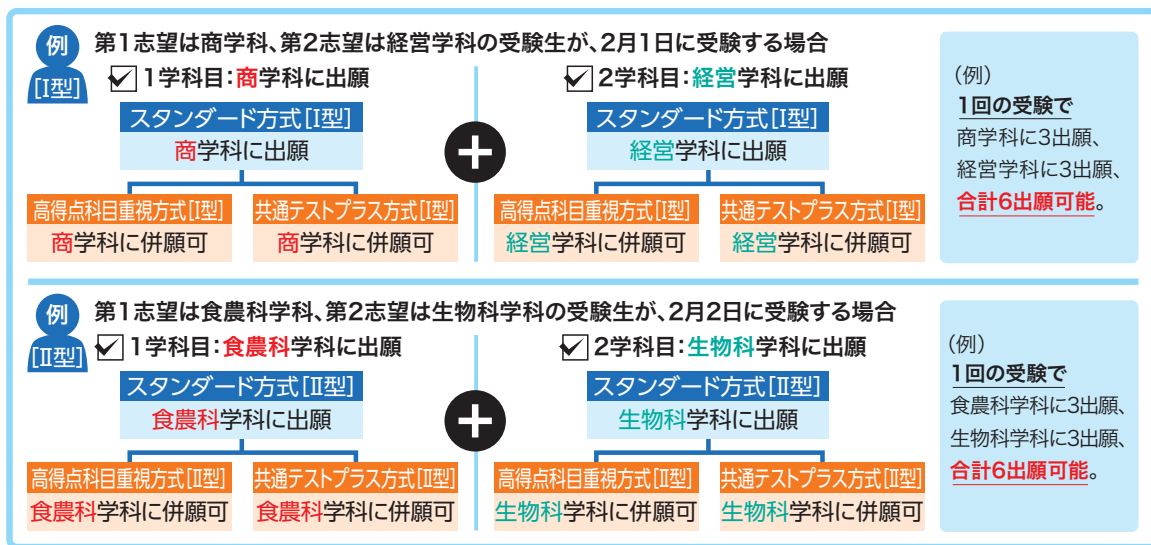 例
[Ⅰ型]
第1志望は商学科、第2志望は経営学科の受験生が、2月1日に受験する場合
1学科目：商学科に出願
スタンダード方式[Ⅰ型]
商学科に出願
高得点科目重視方式[Ⅰ型]
商学科に併願可
共通テストプラス方式[Ⅰ型]
商学科に併願可
+
2学科目：経営学科に出願
スタンダード方式[Ⅰ型]
経営学科に出願
高得点科目重視方式[Ⅰ型]
経営学科に併願可
共通テストプラス方式[Ⅰ型]
経営学科に併願可
（例）
1回の受験で
商学科に3出願、
経営学科に3出願、
合計6出願可能。
例
[Ⅱ型]
第1志望は食農科学科、第2志望は生物科学科の受験生が、2月2日に受験する場合
1学科目：食農科学科に出願
スタンダード方式[Ⅱ型]
食農科学科に出願
高得点科目重視方式[Ⅱ型]
食農科学科に併願可
共通テストプラス方式[Ⅱ型]
食農科学科に併願可
+
2学科目：生物科学科に出願
スタンダード方式[Ⅱ型]
生物科学科に出願
高得点科目重視方式[Ⅱ型]
生物科学科に併願可
共通テストプラス方式[Ⅱ型]
生物科学科に併願可
（例）
1回の受験で
食農科学科に3出願、
生物科学科に3出願、
合計6出願可能。